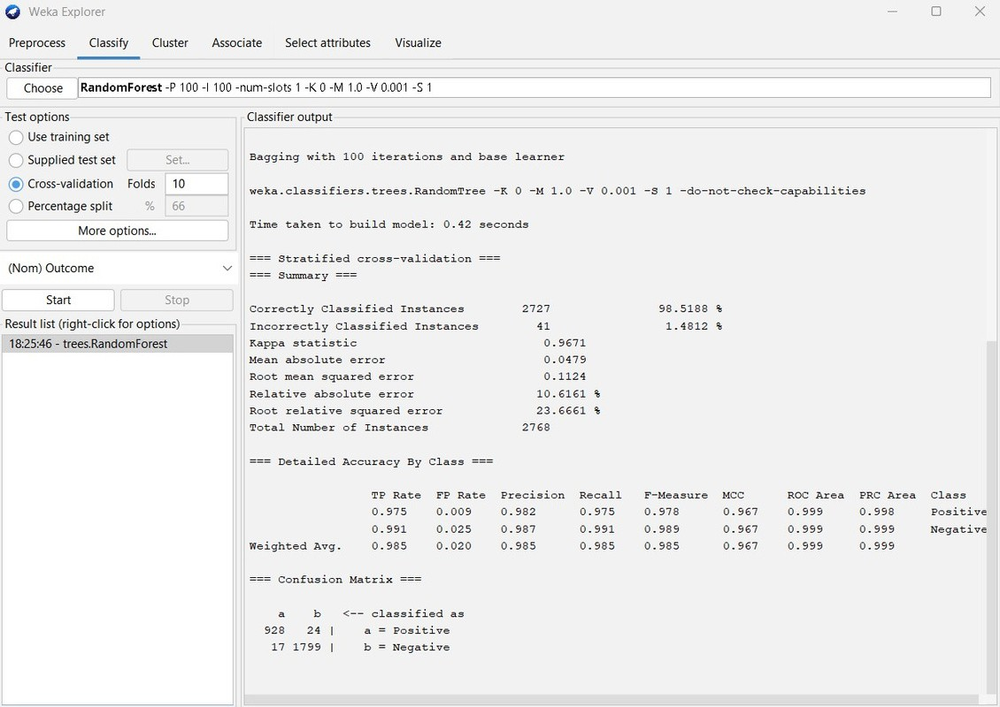 Weka Explorer
Preprocess Classify Cluster Associate Select attributes Visualize
Classifier
Choose RandomForest -P 100 -I 100 -num-slots 1 -K 0 -M 1.0 -V 0.001 -S 1
Test options
Use training set
Supplied test set Set...
Cross-validation Folds 10
Percentage split % 66
More options...
(Nom) Outcome
Start Stop
Result list (right-click for options)
18:25:46 - trees.RandomForest
Classifier output
Bagging with 100 iterations and base learner
weka.classifiers.trees.RandomTree -K 0 -M 1.0 -V 0.001 -S 1 -do-not-check-capabilities
Time taken to build model: 0.42 seconds
=== Stratified cross-validation ===
=== Summary ===
Correctly Classified Instances 2727 98.5188 %
Incorrectly Classified Instances 41 1.4812 %
Kappa statistic 0.9671
Mean absolute error 0.0479
Root mean squared error 0.1124
Relative absolute error 10.6161 %
Root relative squared error 23.6661 %
Total Number of Instances 2768
=== Detailed Accuracy By Class ===
TP Rate FP Rate Precision Recall F-Measure MCC ROC Area PRC Area Class
0.975 0.009 0.982 0.975 0.978 0.967 0.999 0.998 Positive
0.991 0.025 0.987 0.991 0.989 0.967 0.999 0.999 Negative
Weighted Avg. 0.985 0.020 0.985 0.985 0.985 0.967 0.999 0.999
=== Confusion Matrix ===
a b <-- classified as
928 24 | a = Positive
17 1799 | b = Negative